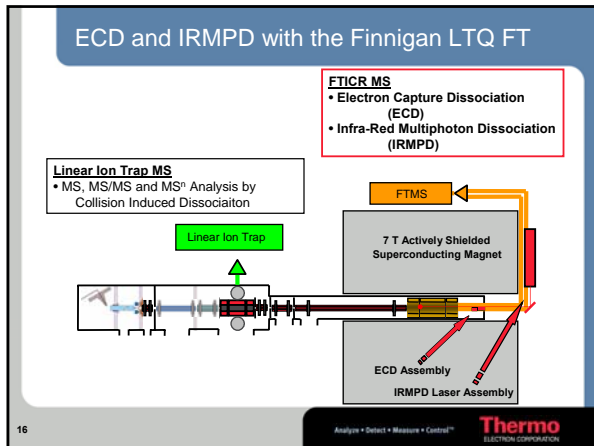 ECD and IRMPD with the Finnigan LTQ FT
FTICR MS
• Electron Capture Dissociation
(ECD)
• Infra-Red Multiphoton Dissociation
(IRMPD)
Linear Ion Trap MS
• MS, MS/MS and MSⁿ Analysis by
Collision Induced Dissociaiton
FTMS
Linear Ion Trap
7 T Actively Shielded
Superconducting Magnet
ECD Assembly
IRMPD Laser Assembly
16
Analyze • Detect • Measure • Control™
Thermo
ELECTRON CORPORATION